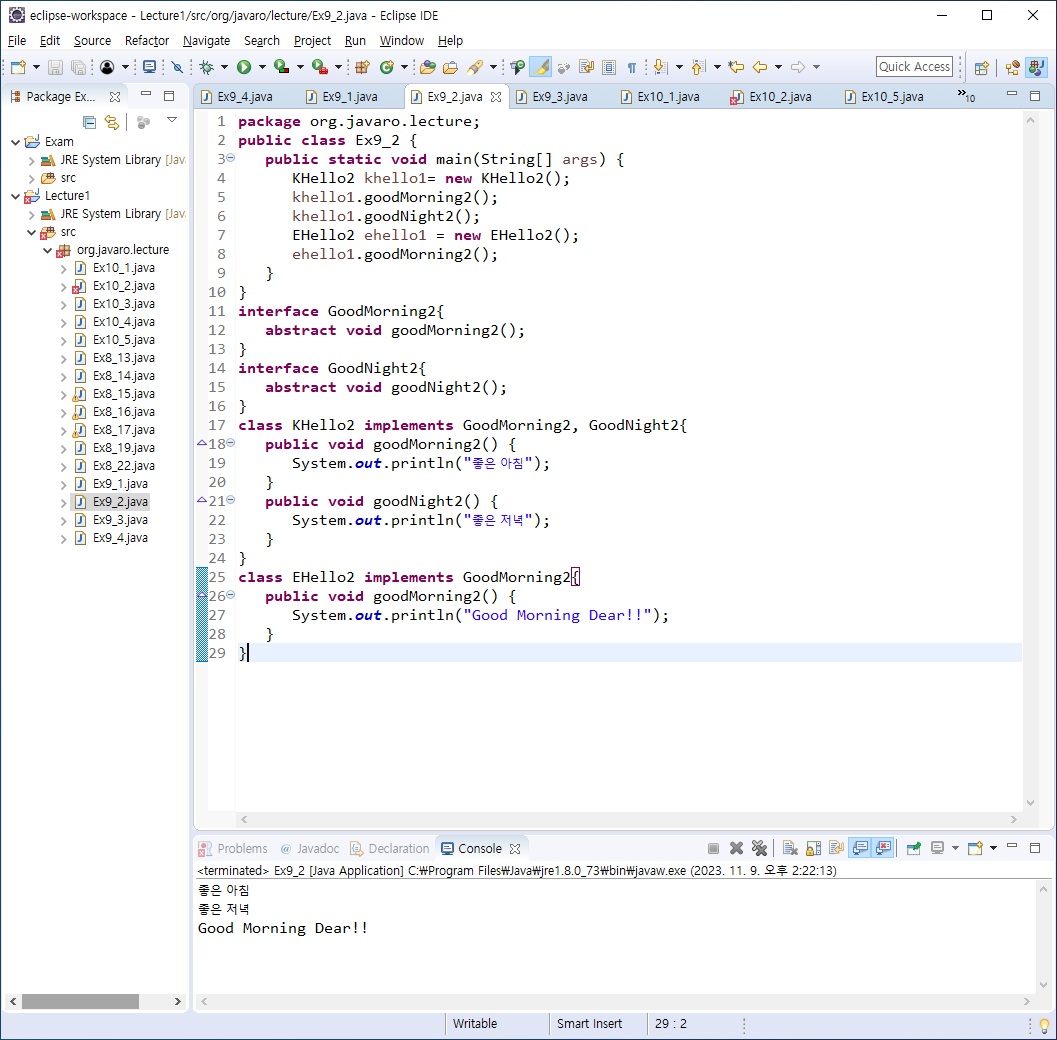 eclipse-workspace - Lecture1/src/org/javaro/lecture/Ex9_2.java - Eclipse IDE
File Edit Source Refactor Navigate Search Project Run Window Help
Quick Access
Package Ex...
Exam
JRE System Library [Jav
src
Lecture1
JRE System Library [Jav
src
org.javaro.lecture
Ex10_1.java
Ex10_2.java
Ex10_3.java
Ex10_4.java
Ex10_5.java
Ex8_13.java
Ex8_14.java
Ex8_15.java
Ex8_16.java
Ex8_17.java
Ex8_19.java
Ex8_22.java
Ex9_1.java
Ex9_2.java
Ex9_3.java
Ex9_4.java
Ex9_4.java Ex9_1.java Ex9_2.java Ex9_3.java Ex10_1.java Ex10_2.java Ex10_5.java »10
1 package org.javaro.lecture;
2 public class Ex9_2 {
3 public static void main(String[] args) {
4 KHello2 khello1= new KHello2();
5 khello1.goodMorning2();
6 khello1.goodNight2();
7 EHello2 ehello1 = new EHello2();
8 ehello1.goodMorning2();
9 }
10 }
11 interface GoodMorning2{
12 abstract void goodMorning2();
13 }
14 interface GoodNight2{
15 abstract void goodNight2();
16 }
17 class KHello2 implements GoodMorning2, GoodNight2{
18 public void goodMorning2() {
19 System.out.println("좋은 아침");
20 }
21 public void goodNight2() {
22 System.out.println("좋은 저녁");
23 }
24 }
25 class EHello2 implements GoodMorning2{
26 public void goodMorning2() {
27 System.out.println("Good Morning Dear!!");
28 }
29 }
Problems @ Javadoc Declaration Console
<terminated> Ex9_2 [Java Application] C:₩Program Files₩Java₩jre1.8.0_73₩bin₩javaw.exe (2023. 11. 9. 오후 2:22:13)
좋은 아침
좋은 저녁
Good Morning Dear!!
Writable Smart Insert 29 : 2